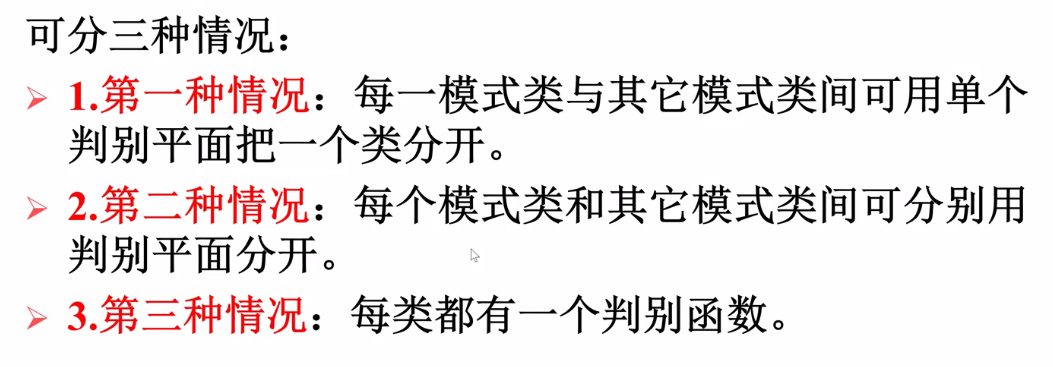 可分三种情况：
➢ 1.第一种情况：每一模式类与其它模式类间可用单个
判别平面把一个类分开。
➢ 2.第二种情况：每个模式类和其它模式类间可分别用
判别平面分开。
➢ 3.第三种情况：每类都有一个判别函数。